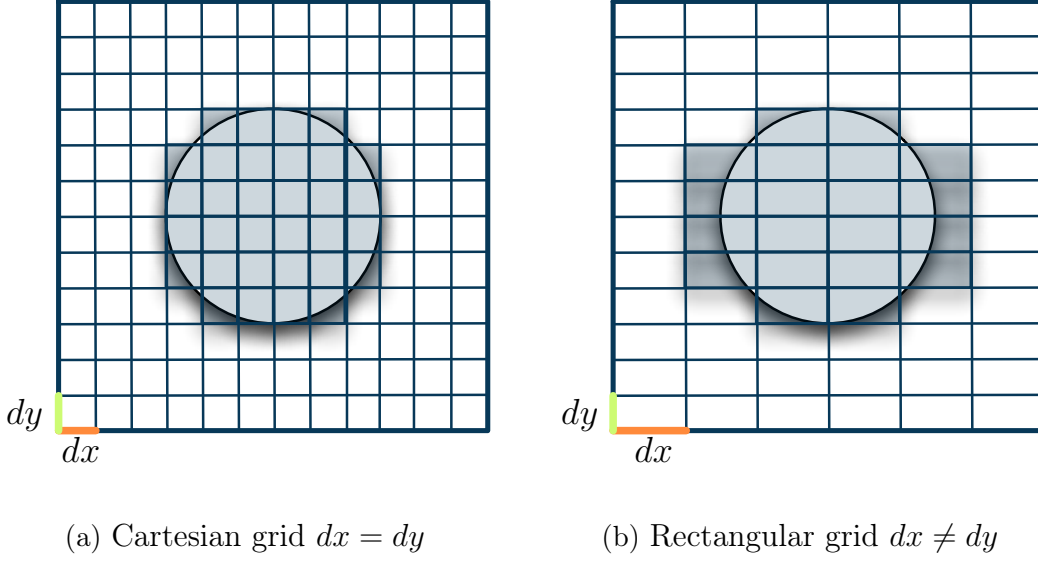 dy
dx
dy
dx
(a) Cartesian grid dx = dy
(b) Rectangular grid dx ≠ dy